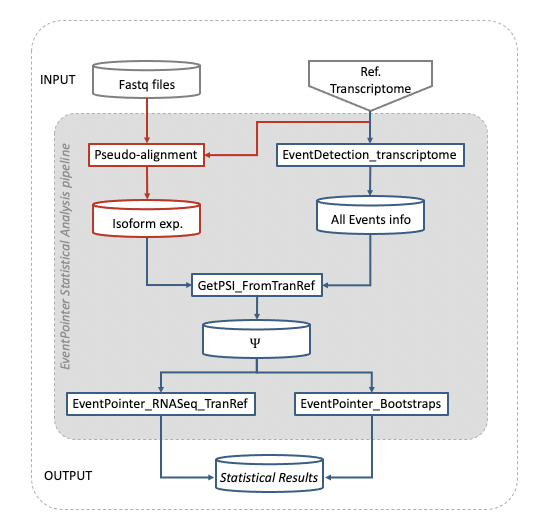 INPUT
Fastq files
Ref.
Transcriptome
EventPointer Statistical Analysis pipeline
Pseudo-alignment
EventDetection_transcriptome
Isoform exp.
All Events info
GetPSI_FromTranRef
Ψ
EventPointer_RNASeq_TranRef
EventPointer_Bootstraps
OUTPUT
Statistical Results